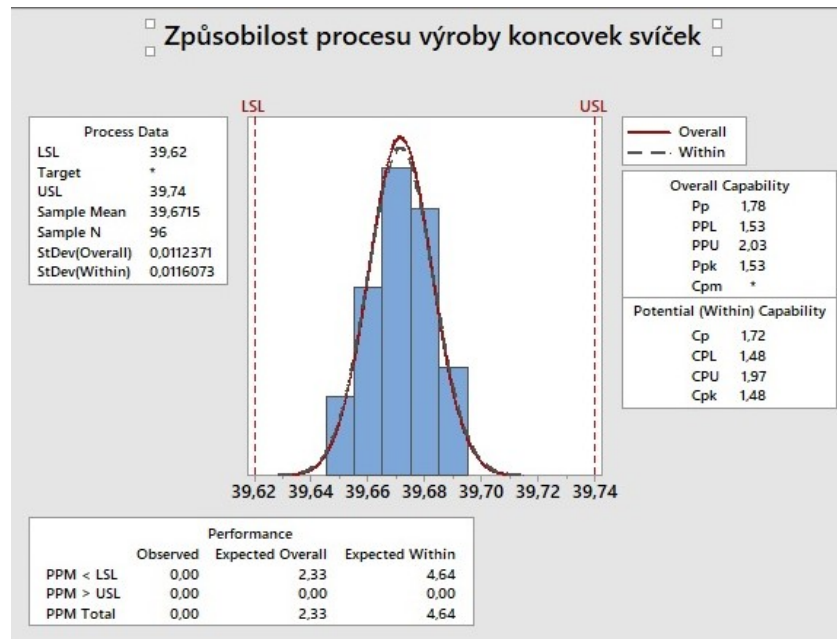 Způsobilost procesu výroby koncovek svíček
LSL USL
Process Data
LSL 39,62
Target *
USL 39,74
Sample Mean 39,6715
Sample N 96
StDev(Overall) 0,0112371
StDev(Within) 0,0116073
Overall
Within
Overall Capability
Pp 1,78
PPL 1,53
PPU 2,03
Ppk 1,53
Cpm *
Potential (Within) Capability
Cp 1,72
CPL 1,48
CPU 1,97
Cpk 1,48
39,62 39,64 39,66 39,68 39,70 39,72 39,74
Performance
Observed Expected Overall Expected Within
PPM < LSL 0,00 2,33 4,64
PPM > USL 0,00 0,00 0,00
PPM Total 0,00 2,33 4,64